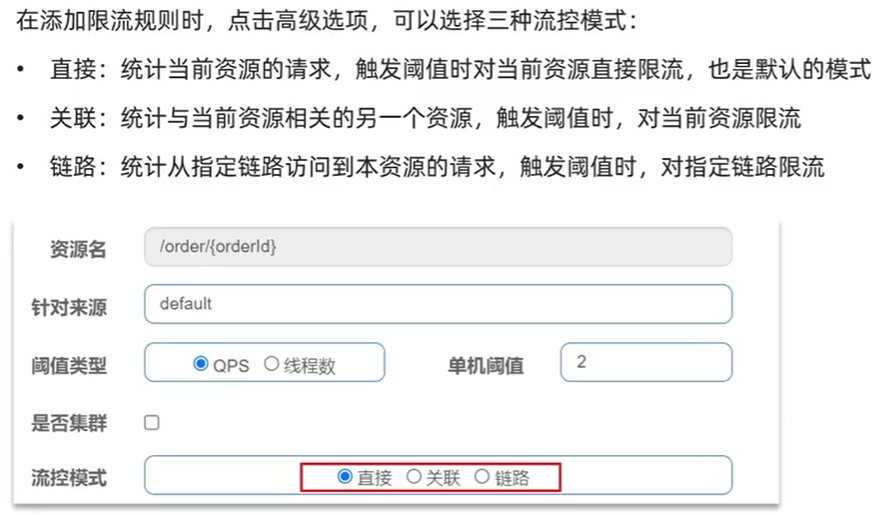 在添加限流规则时，点击高级选项，可以选择三种流控模式：
• 直接：统计当前资源的请求，触发阈值时对当前资源直接限流，也是默认的模式
• 关联：统计与当前资源相关的另一个资源，触发阈值时，对当前资源限流
• 链路：统计从指定链路访问到本资源的请求，触发阈值时，对指定链路限流
资源名 /order/{orderId}
针对来源 default
阈值类型 QPS 线程数 单机阈值 2
是否集群
流控模式 直接 关联 链路